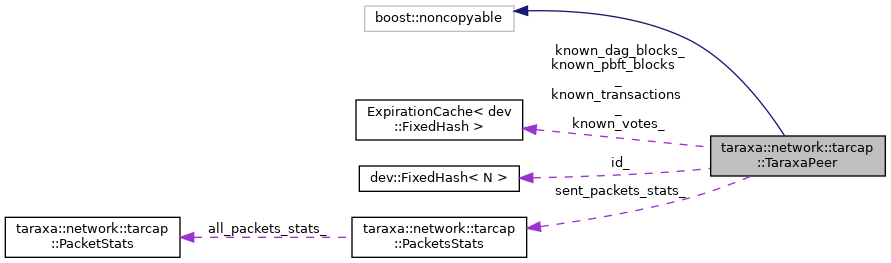 boost::noncopyable
known_dag_blocks_
known_pbft_blocks
_
known_transactions
_
known_votes_
ExpirationCache< dev
::FixedHash >
taraxa::network::tarcap
::TaraxaPeer
id_
dev::FixedHash< N >
sent_packets_stats_
taraxa::network::tarcap
::PacketStats
all_packets_stats_
taraxa::network::tarcap
::PacketsStats